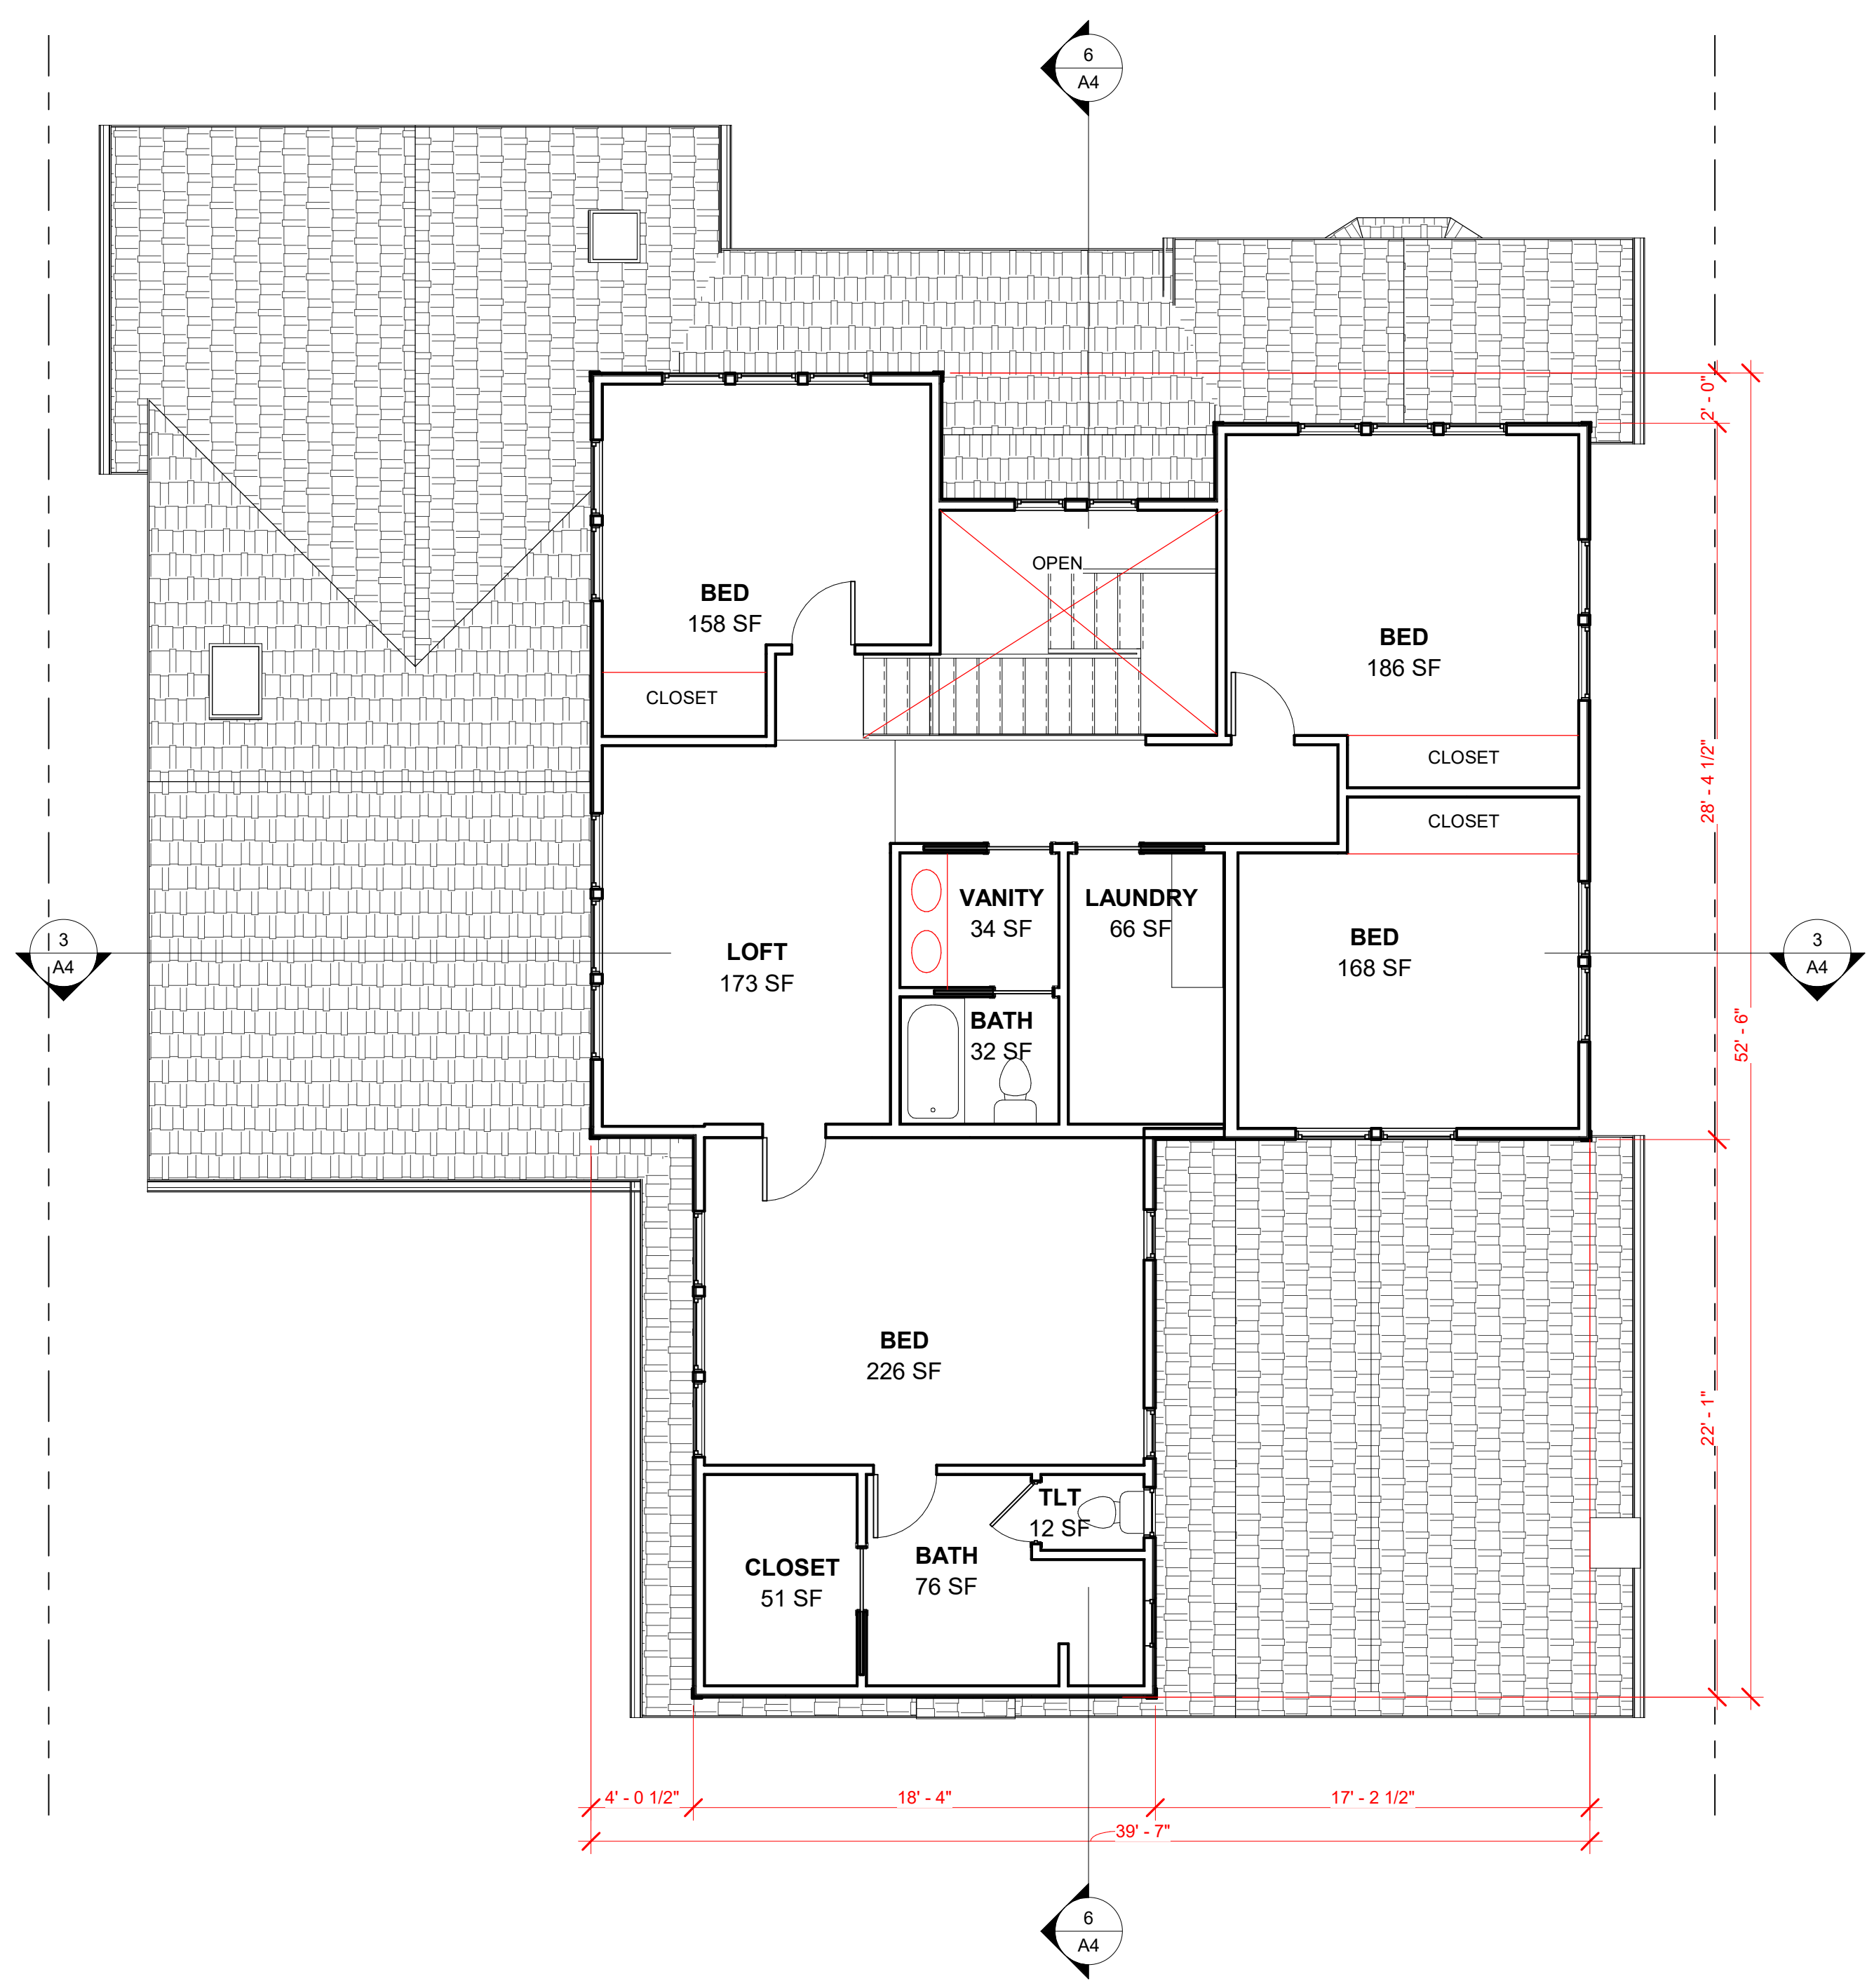 6
A4
2' - 0"
OPEN
BED
158 SF
BED
186 SF
CLOSET
CLOSET
28' - 4 1/2"
CLOSET
VANITY
34 SF
LAUNDRY
66 SF
3
A4
LOFT
173 SF
BED
168 SF
3
A4
BATH
32 SF
52' - 6"
BED
226 SF
22' - 1"
TLT
12 SF
CLOSET
51 SF
BATH
76 SF
4' - 0 1/2"
18' - 4"
17' - 2 1/2"
39' - 7"
6
A4